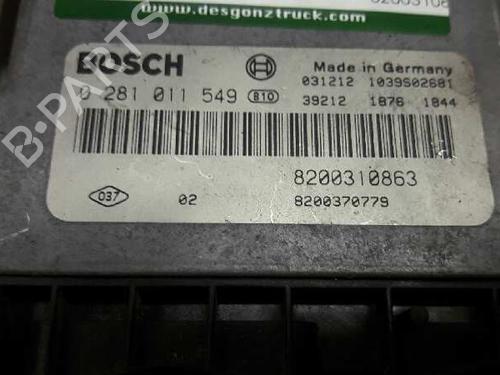 www.desgonztruck.com
BOSCH
Made in Germany
031212 1039S02681
0 281 011 549 810
39212 1876 1844
8200310863
037
02
8200370779
B-PARTS